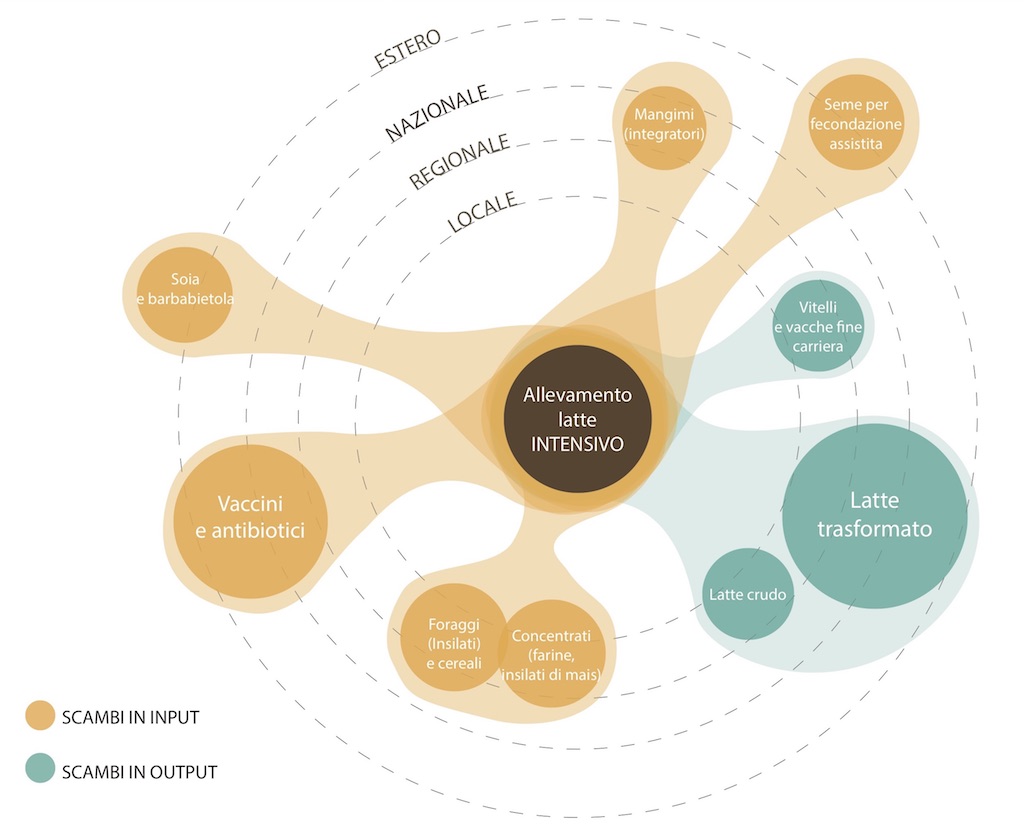 ESTERO
NAZIONALE
REGIONALE
LOCALE
Mangimi
(integratori)
Seme per
fecondazione
assistita
Soia
e barbabietola
Vitelli
e vacche fine
carriera
Allevamento
latte
INTENSIVO
Vaccini
e antibiotici
Latte
trasformato
Latte crudo
Foraggi
(Insilati)
e cereali
Concentrati
(farine,
insilati di mais)
SCAMBI IN INPUT
SCAMBI IN OUTPUT